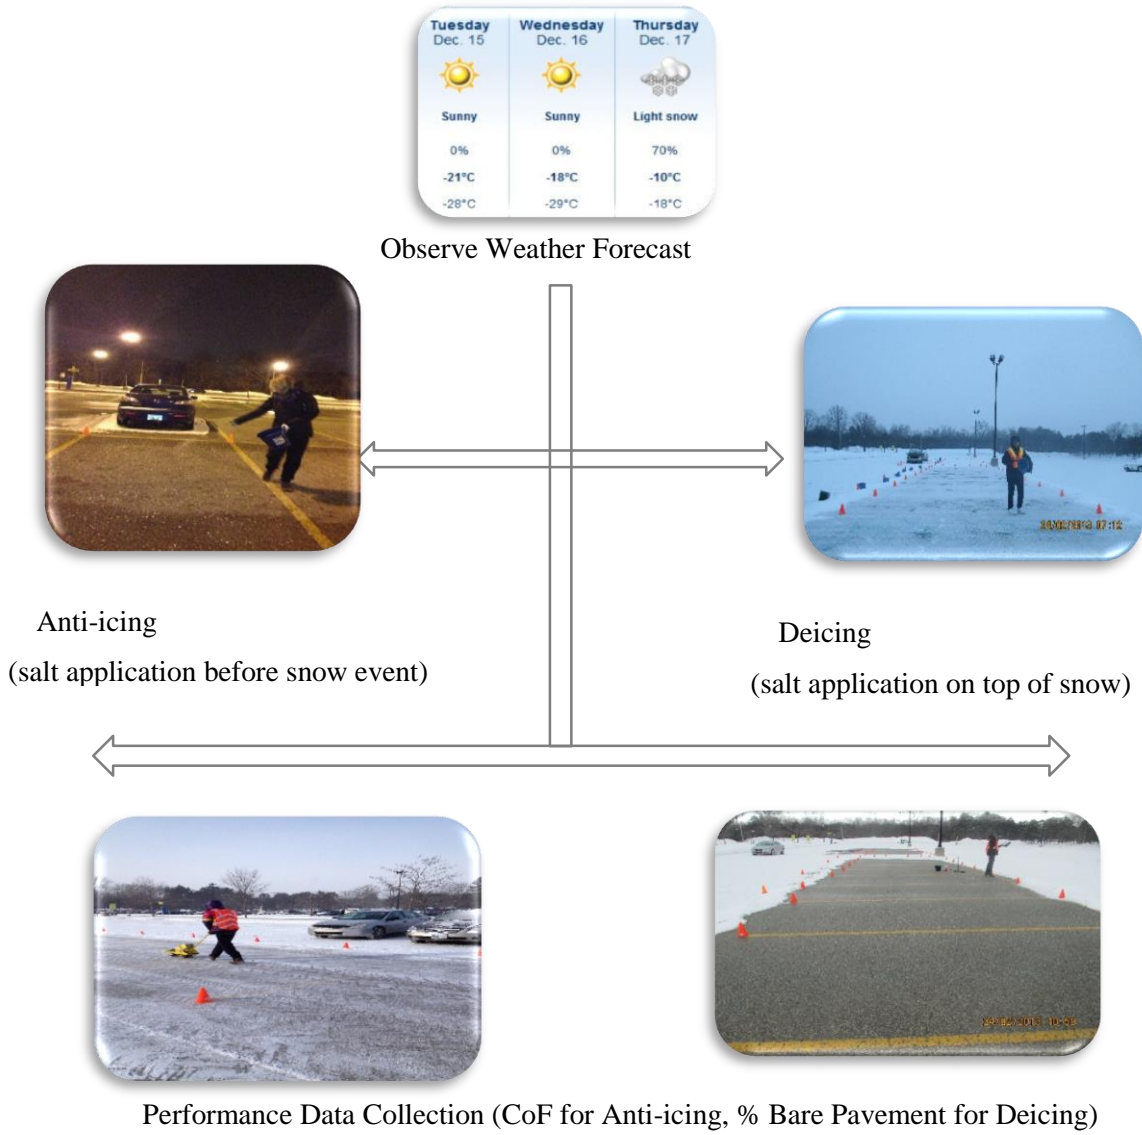 Tuesday Wednesday Thursday
Dec. 15 Dec. 16 Dec. 17
Sunny Sunny Light snow
0% 0% 70%
-21°C -18°C -10°C
-28°C -29°C -18°C
Observe Weather Forecast
Anti-icing
(salt application before snow event)
Deicing
(salt application on top of snow)
Performance Data Collection (CoF for Anti-icing, % Bare Pavement for Deicing)